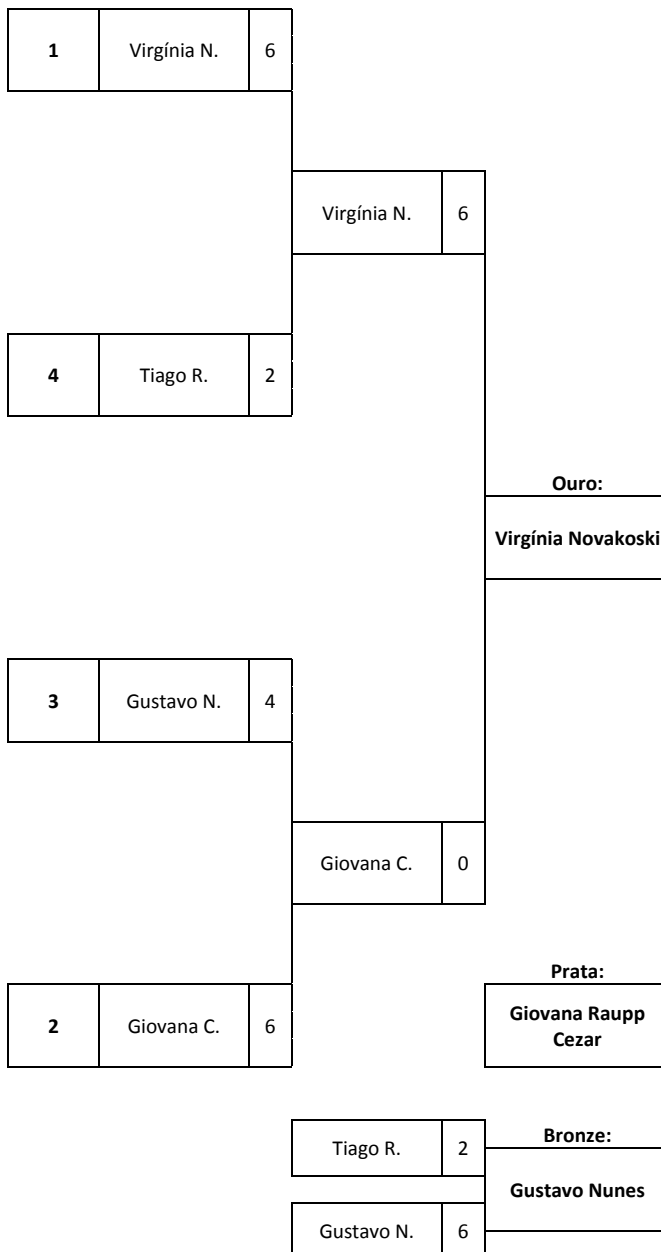 1 Virgínia N. 6
Virgínia N. 6
4 Tiago R. 2
Ouro:
Virgínia Novakoski
3 Gustavo N. 4
Giovana C. 0
Prata:
2 Giovana C. 6
Giovana Raupp
Cezar
Tiago R. 2
Bronze:
Gustavo Nunes
Gustavo N. 6